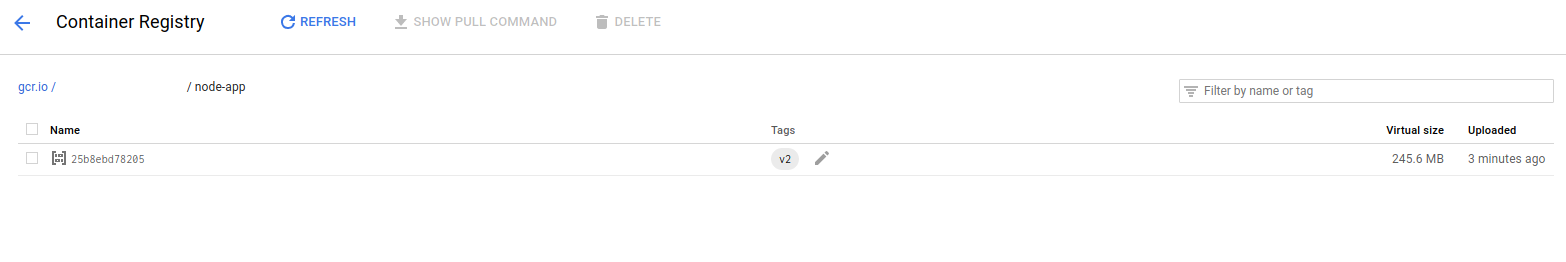 Container Registry REFRESH SHOW PULL COMMAND DELETE
gcr.io / / node-app
Filter by name or tag
Name Tags Virtual size Uploaded
25b8ebd78205 v2 245.6 MB 3 minutes ago